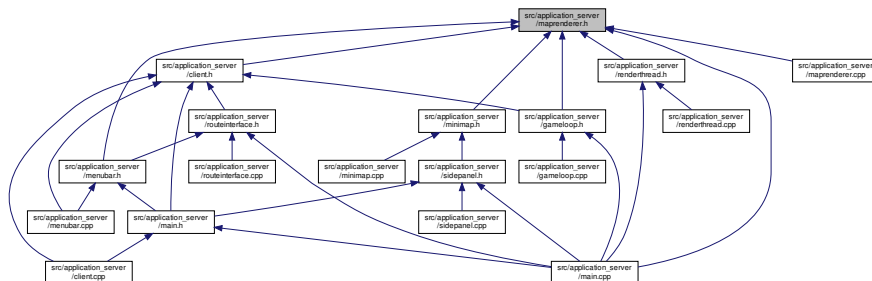 src/application_server
/maprenderer.h
src/application_server
/client.h
src/application_server
/renderthread.h
src/application_server
/maprenderer.cpp
src/application_server
/routeinterface.h
src/application_server
/minimap.h
src/application_server
/gameloop.h
src/application_server
/renderthread.cpp
src/application_server
/menubar.h
src/application_server
/routeinterface.cpp
src/application_server
/minimap.cpp
src/application_server
/sidepanel.h
src/application_server
/gameloop.cpp
src/application_server
/menubar.cpp
src/application_server
/main.h
src/application_server
/sidepanel.cpp
src/application_server
/client.cpp
src/application_server
/main.cpp